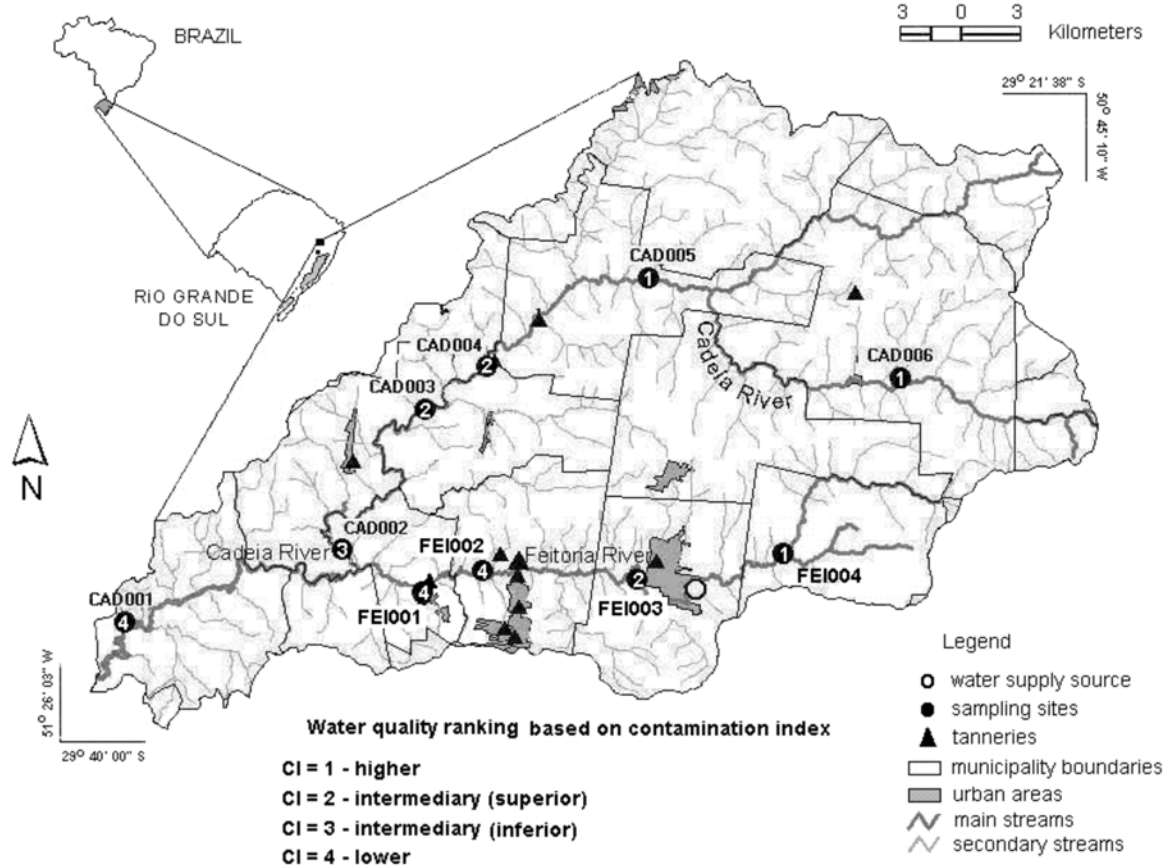 BRAZIL
3 0 3
Kilometers
29º 21' 38" S
50º 45' 10" W
RIO GRANDE
DO SUL
CAD005
1
CAD004
2
CAD003
2
CAD006
1
Cadeia River
N
CAD002
3
Cadeia River
FEI002
4
Feitoria River
1
FEI004
CAD001
4
4
FEI001
2
FEI003
51º 26' 03" W
29º 40' 00" S
Water quality ranking based on contamination index
CI = 1 - higher
CI = 2 - intermediary (superior)
CI = 3 - intermediary (inferior)
CI = 4 - lower
Legend
water supply source
sampling sites
tanneries
municipality boundaries
urban areas
main streams
secondary streams